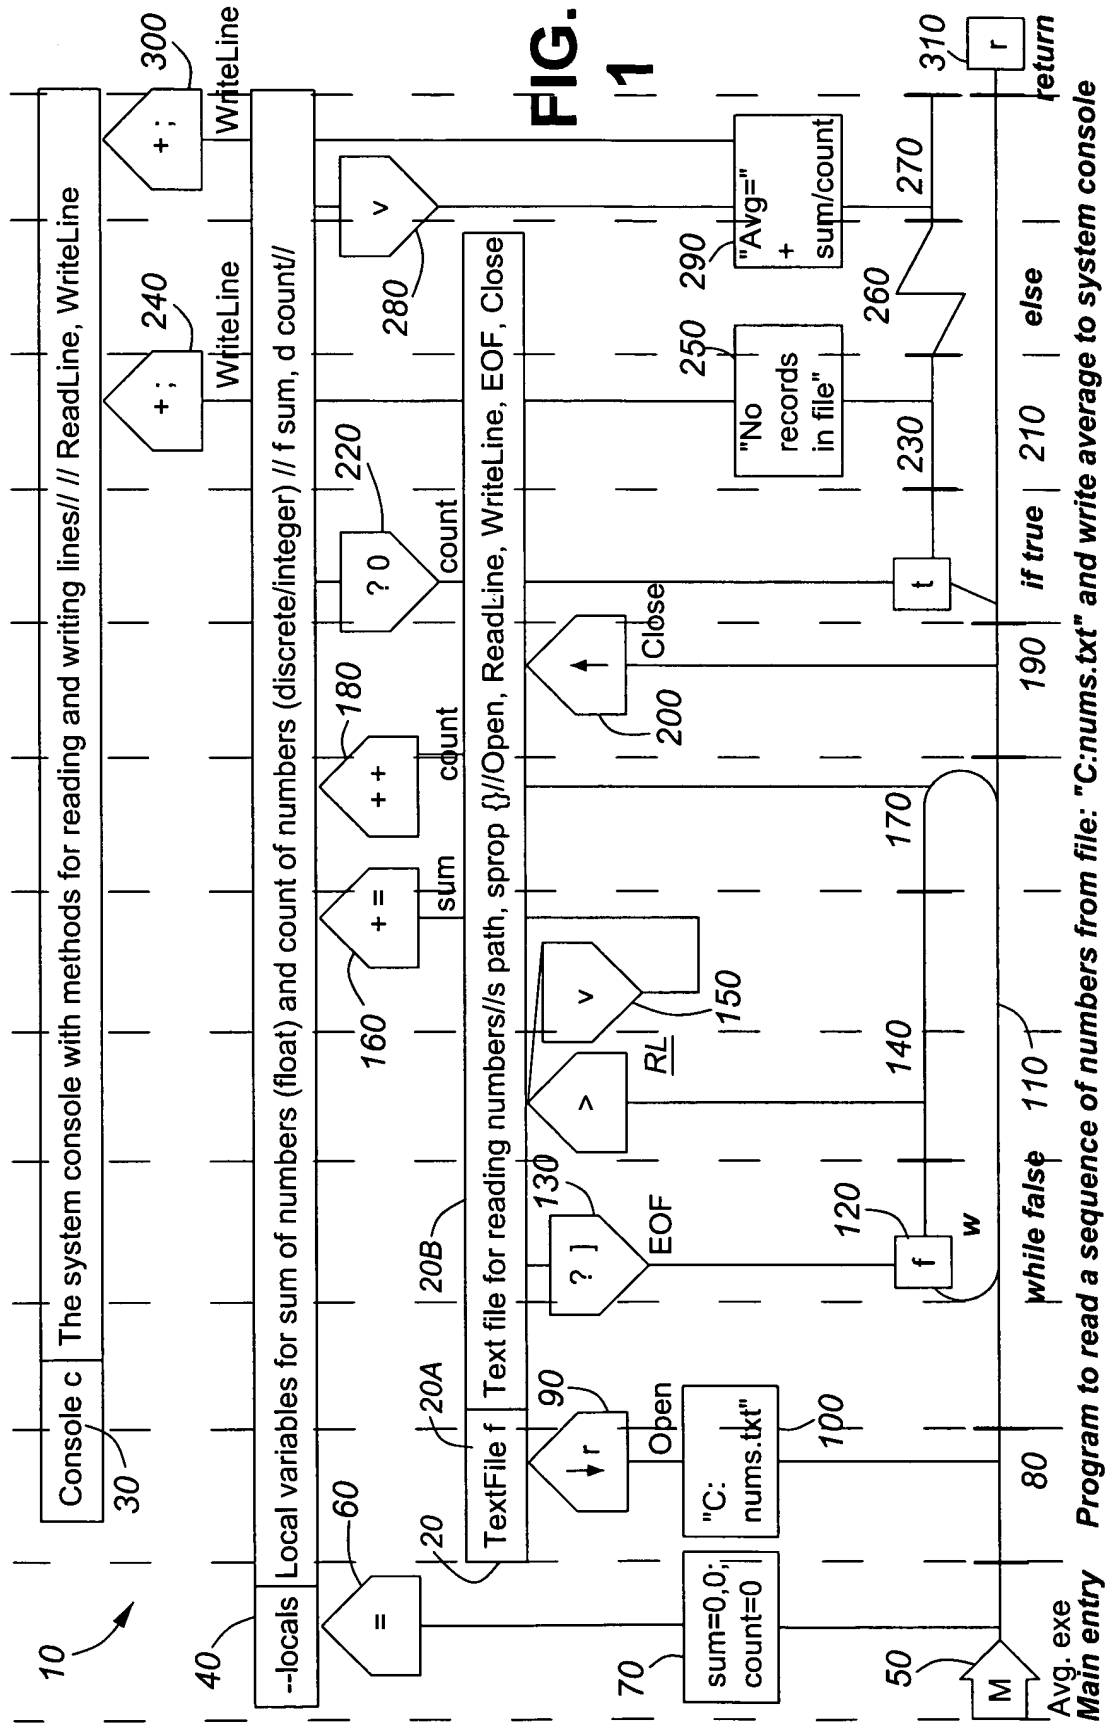 FIG. 1
10
Console c The system console with methods for reading and writing lines// // ReadLine, WriteLine
30
+ ;
240
WriteLine
+ ;
300
WriteLine
40
--locals Local variables for sum of numbers (float) and count of numbers (discrete/integer) // f sum, d count//
=
60
+ =
160
sum
+ +
180
count
? 0
220
count
v
280
20
20A
20B
TextFile f Text file for reading numbers//s path, sprop {}//Open, ReadLine, WriteLine, EOF, Close
r
90
Open
? ]
130
EOF
>
RL
v
150
200
Close
70
sum=0,0;
count=0
"C:
nums.txt"
100
250
"No
records
in file"
290
"Avg="
+
sum/count
50
M
120
f
w
140
170
t
230
260
270
310
r
Avg. exe
Main entry
80
while false
110
190
if true
210
else
return
Program to read a sequence of numbers from file: "C:nums.txt" and write average to system console